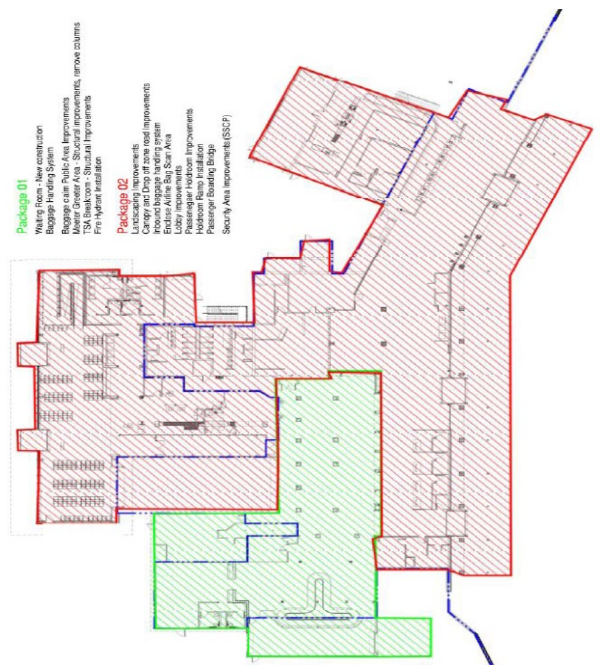 Package 01
Waiting Room - New construction
Baggage Handling System
Baggage claim Public Area Improvements
Meeter Greeter Area - Structural improvements, remove columns
TSA Breakroom - Structural Improvements
Fire Hydrant Installation
Package 02
Landscaping Improvements
Canopy and Drop off zone road improvements
Inbound baggage handling system
Enclose Airline Bag Scan Area
Lobby Improvements
Passenegaer Hodroom Improvements
Holdroom Ramp Installation
Passenger Boarding Bridge
Security Area Improvements (SSCP)